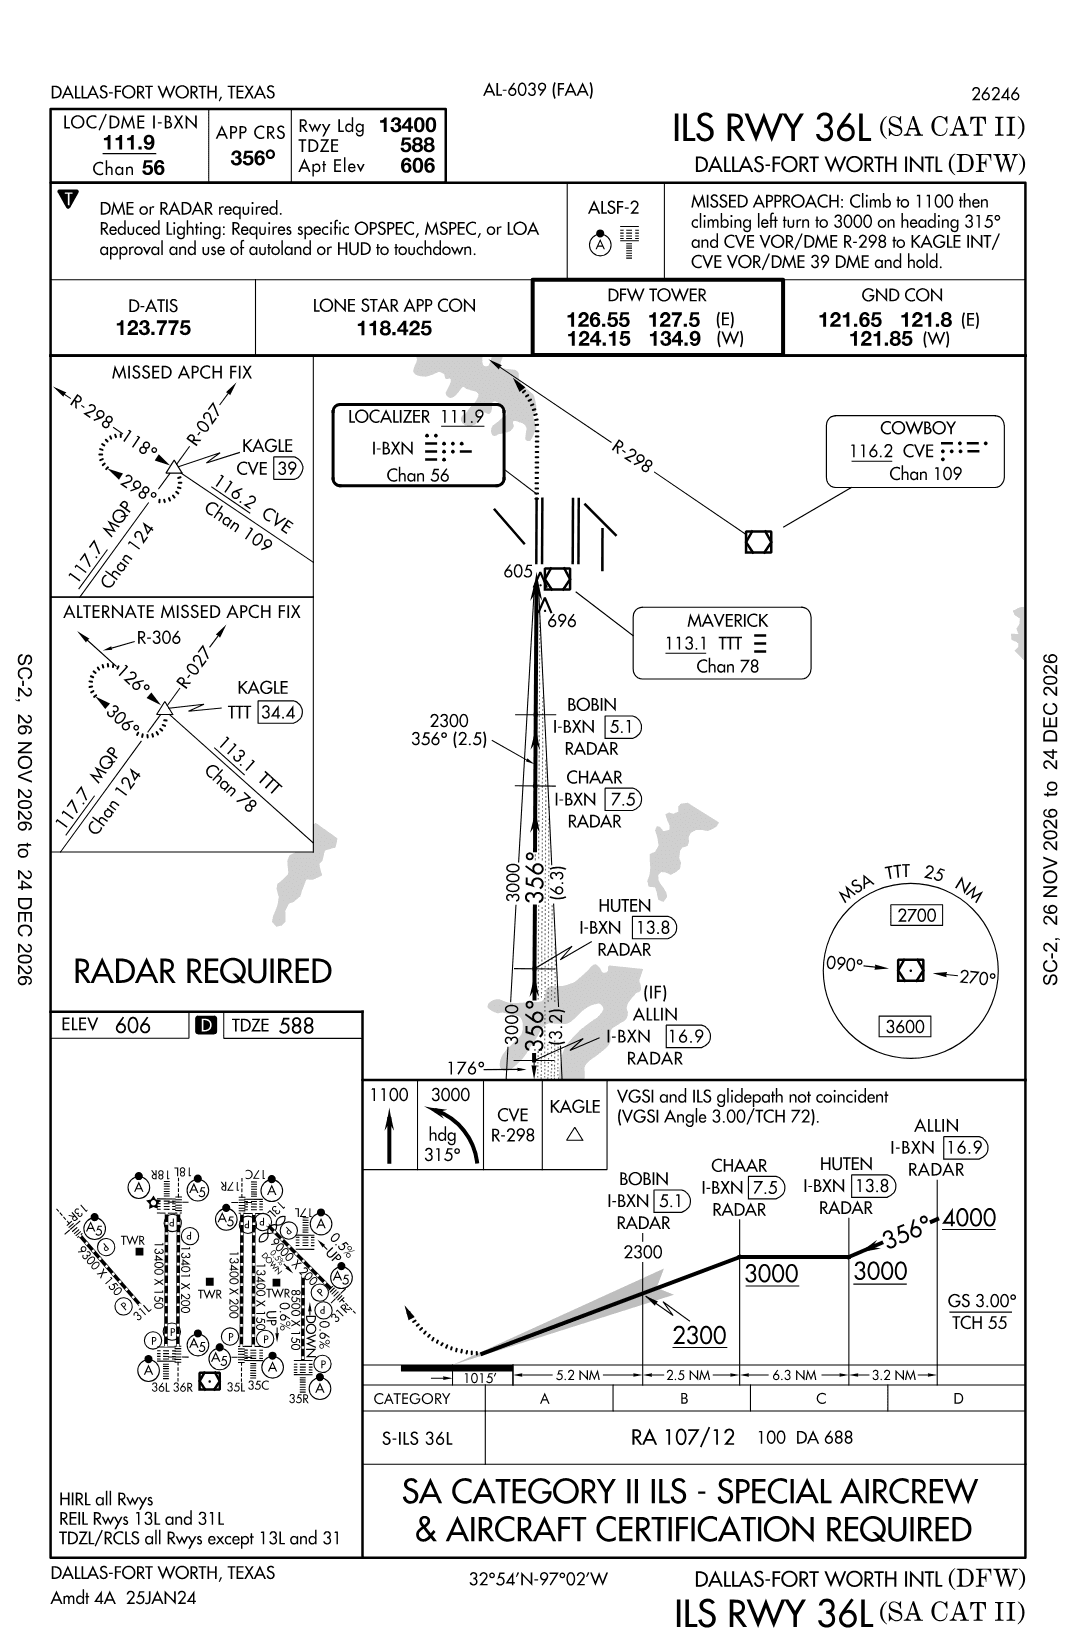 DALLAS-FORT WORTH, TEXAS
AL-6039 (FAA)
26246
LOC/DME I-BXN
111.9
Chan 56
APP CRS
356°
Rwy Ldg 13400
TDZE 588
Apt Elev 606
ILS RWY 36L (SA CAT II)
DALLAS-FORT WORTH INTL (DFW)
T
DME or RADAR required.
Reduced Lighting: Requires specific OPSPEC, MSPEC, or LOA
approval and use of autoland or HUD to touchdown.
ALSF-2
A
MISSED APPROACH: Climb to 1100 then
climbing left turn to 3000 on heading 315°
and CVE VOR/DME R-298 to KAGLE INT/
CVE VOR/DME 39 DME and hold.
D-ATIS
123.775
LONE STAR APP CON
118.425
DFW TOWER
126.55 127.5 (E)
124.15 134.9 (W)
GND CON
121.65 121.8 (E)
121.85 (W)
MISSED APCH FIX
R-298
118°
298°
R-027
KAGLE
CVE 39
116.2 CVE
Chan 109
117.7 MQP
Chan 124
ALTERNATE MISSED APCH FIX
R-306
126°
306°
R-027
KAGLE
TTT 34.4
113.1 TTT
Chan 78
117.7 MQP
Chan 124
LOCALIZER 111.9
I-BXN
Chan 56
R-298
COWBOY
116.2 CVE
Chan 109
605
696
MAVERICK
113.1 TTT
Chan 78
2300
356° (2.5)
BOBIN
I-BXN 5.1
RADAR
CHAAR
I-BXN 7.5
RADAR
3000
356°
(6.3)
HUTEN
I-BXN 13.8
RADAR
3000
356°
(3.2)
(IF)
ALLIN
I-BXN 16.9
RADAR
176°
MSA TTT 25 NM
2700
090°
270°
3600
RADAR REQUIRED
SC-2, 26 NOV 2026 to 24 DEC 2026
SC-2, 26 NOV 2026 to 24 DEC 2026
ELEV 606
D
TDZE 588
18R
18L
17R
17C
17L
13R
13L
A
A5
P
TWR
TWR
TWR
9300 X 150
13400 X 150
13401 X 200
13400 X 200
13400 X 150
9000 X 200
8500 X 150
0.5% UP
0.5% DOWN
0.6% UP
0.6% DOWN
31L
31R
36L 36R
35L 35C
35R
HIRL all Rwys
REIL Rwys 13L and 31L
TDZL/RCLS all Rwys except 13L and 31
1100
3000
hdg
315°
CVE
R-298
KAGLE
VGSI and ILS glidepath not coincident
(VGSI Angle 3.00/TCH 72).
BOBIN
I-BXN 5.1
RADAR
2300
CHAAR
I-BXN 7.5
RADAR
HUTEN
I-BXN 13.8
RADAR
ALLIN
I-BXN 16.9
RADAR
356°
4000
3000
3000
2300
GS 3.00°
TCH 55
1015'
5.2 NM
2.5 NM
6.3 NM
3.2 NM
CATEGORY A B C D
S-ILS 36L RA 107/12 100 DA 688
SA CATEGORY II ILS - SPECIAL AIRCREW
& AIRCRAFT CERTIFICATION REQUIRED
DALLAS-FORT WORTH, TEXAS
Amdt 4A 25JAN24
32°54'N-97°02'W
DALLAS-FORT WORTH INTL (DFW)
ILS RWY 36L (SA CAT II)